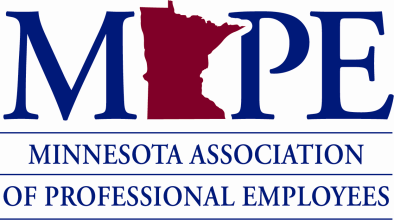 M PE
MINNESOTA ASSOCIATION
OF PROFESSIONAL EMPLOYEES